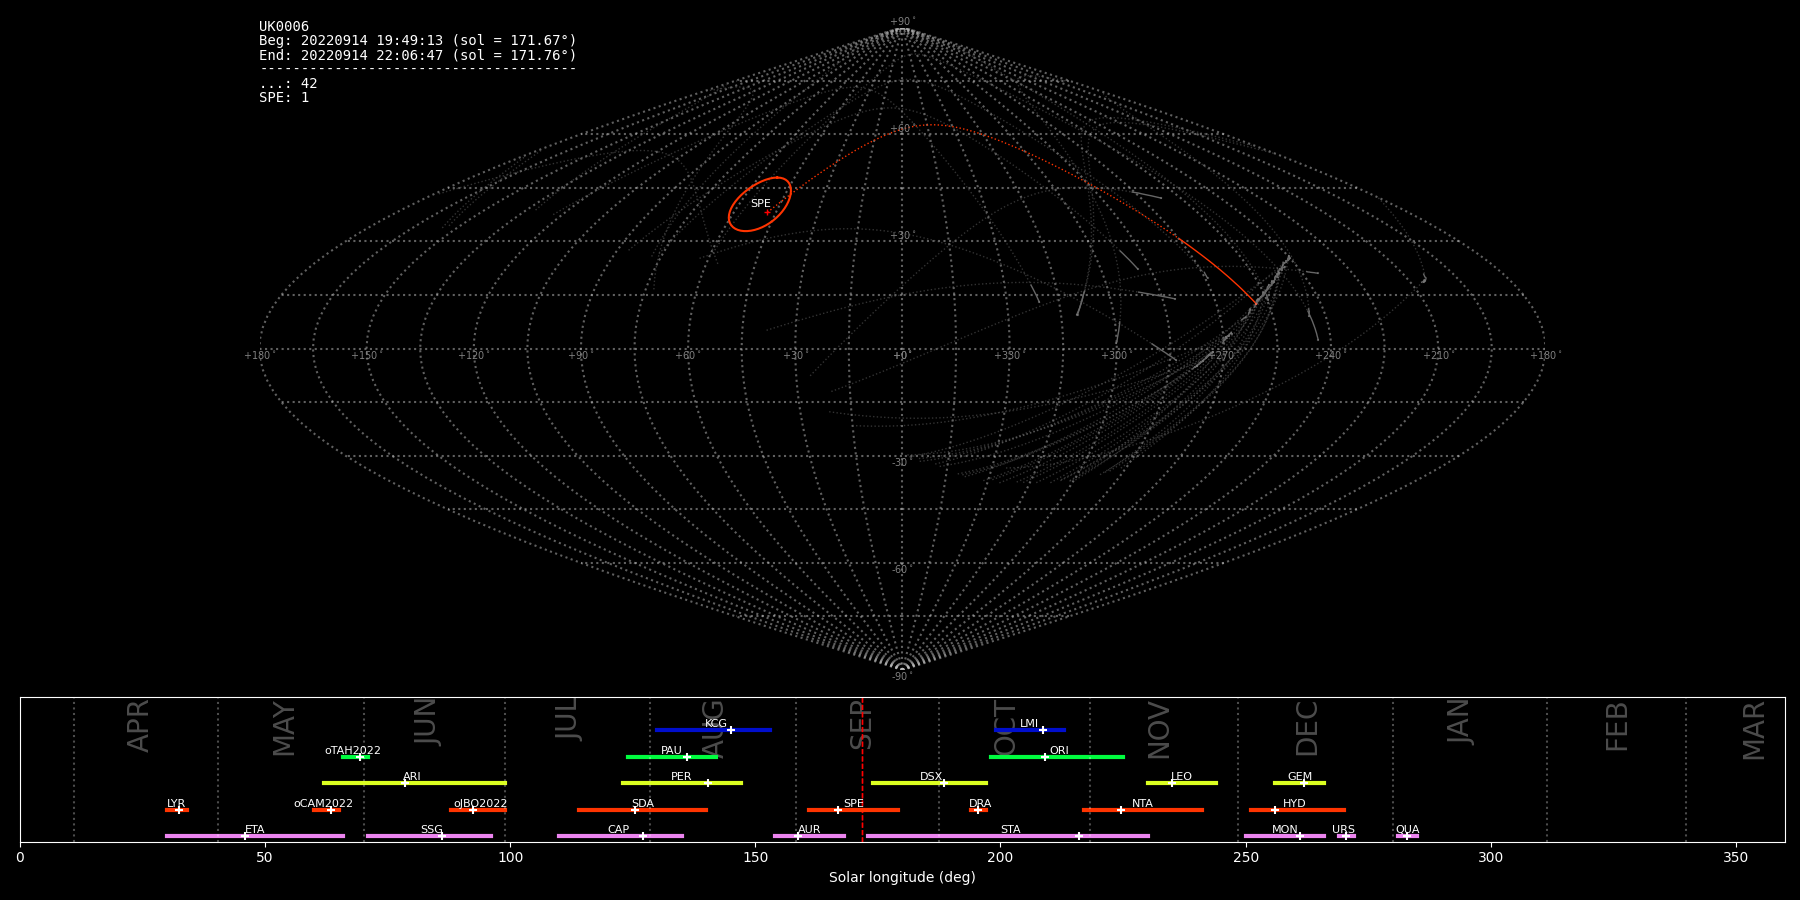 UK0006
Beg: 20220914 19:49:13 (sol = 171.67°)
End: 20220914 22:06:47 (sol = 171.76°)
--------------------------------------
...: 42
SPE: 1
+90°
+60°
SPE
+30°
+180° +150° +120° +90° +60° +30° +0° +330° +300° +270° +240° +210° +180°
-30°
-60°
-90°
APR MAY JUN JUL AUG SEP OCT NOV DEC JAN FEB MAR
KCG LMI
oTAH2022 PAU ORI
ARI PER DSX LEO GEM
LYR oCAM2022 oJBO2022 SDA SPE DRA NTA HYD
ETA SSG CAP AUR STA MON URS QUA
0 50 100 150 200 250 300 350
Solar longitude (deg)